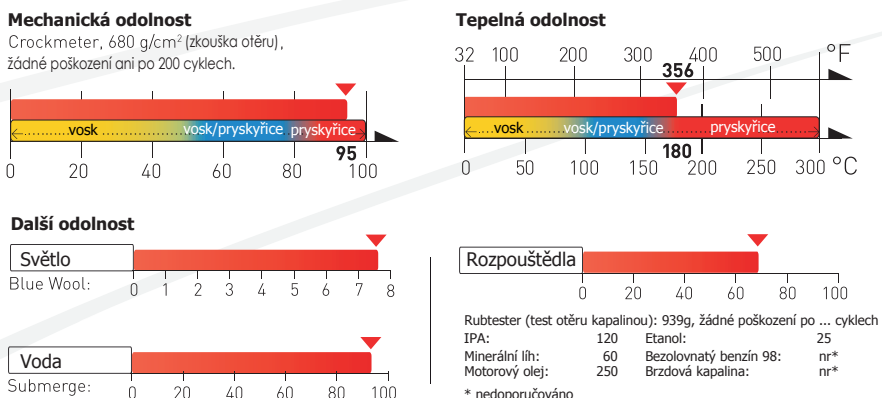 Mechanická odolnost
Crockmeter, 680 g/cm² (zkouška otěru),
žádné poškození ani po 200 cyklech.
vosk vosk/pryskyřice pryskyřice
95
0 20 40 60 80 100
Tepelná odolnost
32 100 200 300 400 500 °F
356
vosk vosk/pryskyřice pryskyřice
180
0 50 100 150 200 250 300 °C
Další odolnost
Světlo
Blue Wool: 0 1 2 3 4 5 6 7 8
Voda
Submerge: 0 20 40 60 80 100
Rozpouštědla
0 20 40 60 80 100
Rubtester (test otěru kapalinou): 939g, žádné poškození po ... cyklech
IPA: 120 Etanol: 25
Minerální líh: 60 Bezolovnatý benzín 98: nr*
Motorový olej: 250 Brzdová kapalina: nr*
* nedoporučováno